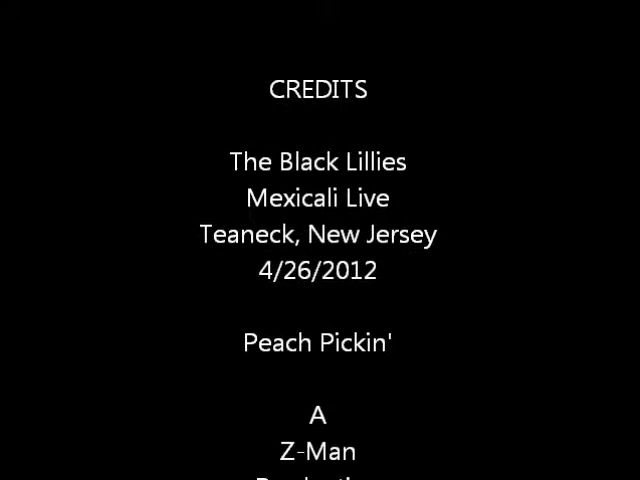 CREDITS
The Black Lillies
Mexicali Live
Teaneck, New Jersey
4/26/2012
Peach Pickin'
A
Z-Man